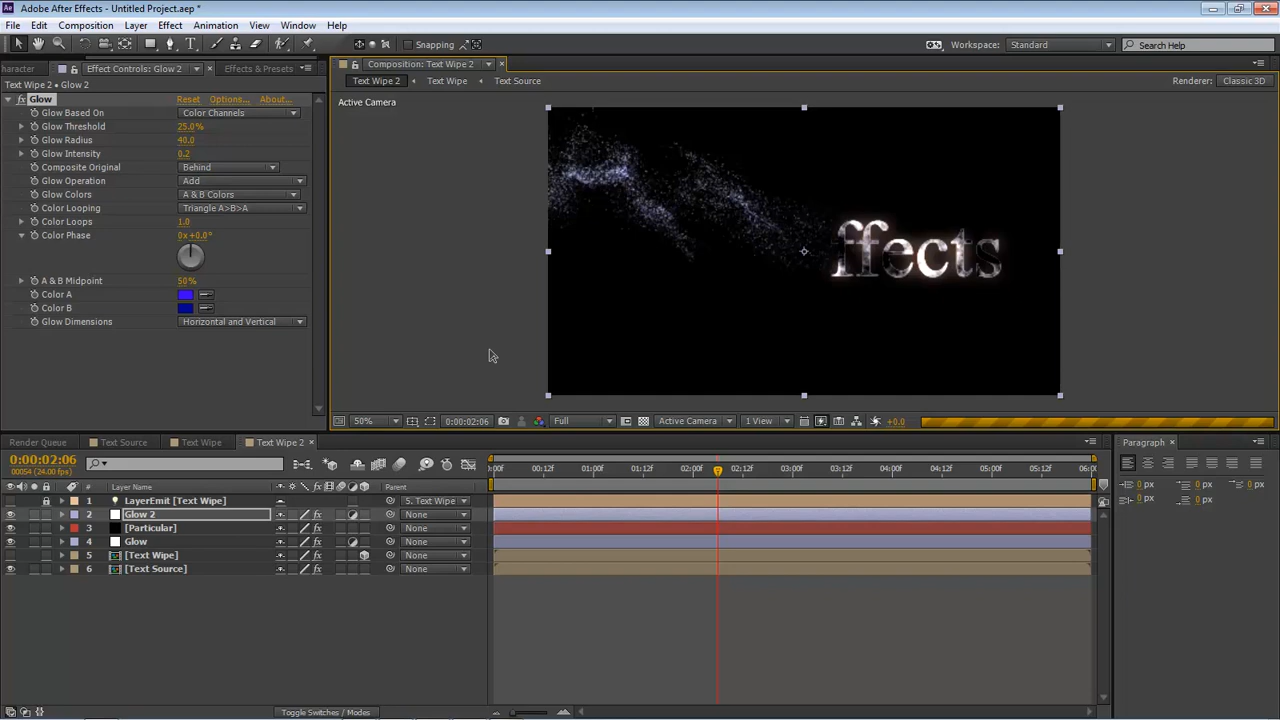 Adobe After Effects - Untitled Project.aep *
File Edit Composition Layer Effect Animation View Window Help
Snapping
Workspace: Standard
Search Help
haracter Effect Controls: Glow 2 Effects & Presets
Composition: Text Wipe 2
Text Wipe 2 • Glow 2
Text Wipe 2 Text Wipe Text Source
Renderer: Classic 3D
fx Glow Reset Options... About...
Active Camera
Glow Based On Color Channels
Glow Threshold 25.0%
Glow Radius 40.0
Glow Intensity 0.2
Composite Original Behind
Glow Operation Add
Glow Colors A & B Colors
Color Looping Triangle A>B>A
Color Loops 1.0
Color Phase 0x+0.0°
A & B Midpoint 50%
Color A
Color B
Glow Dimensions Horizontal and Vertical
ffects
50% 0:00:02:06 Full Active Camera 1 View +0.0
Render Queue Text Source Text Wipe Text Wipe 2
Paragraph
0:00:02:06
00054 (24.00 fps)
:00f 00:12f 01:00f 01:12f 02:00f 02:12f 03:00f 03:12f 04:00f 04:12f 05:00f 05:12f 06:0
# Layer Name Parent
1 LayerEmit [Text Wipe] 5. Text Wipe
2 Glow 2 None
3 [Particular] None
4 Glow None
5 [Text Wipe] None
6 [Text Source] None
0 px 0 px 0 px
0 px 0 px
Toggle Switches / Modes